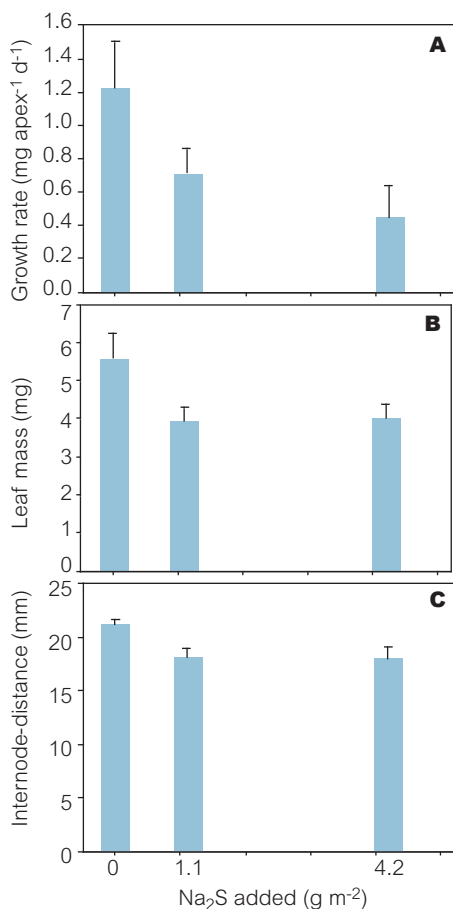 A
1.6
1.4
1.2
1.0
0.8
0.6
0.4
0.2
0.0
Growth rate (mg apex⁻¹ d⁻¹)
B
7
6
5
4
3
2
1
0
Leaf mass (mg)
C
25
20
15
10
5
0
Internode-distance (mm)
0 1.1 4.2
Na₂S added (g m⁻²)